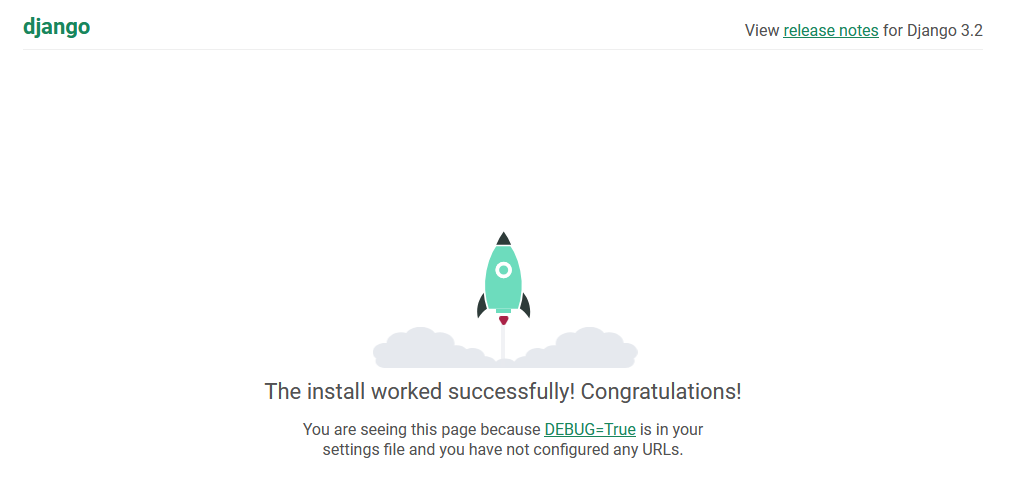 django
View release notes for Django 3.2
The install worked successfully! Congratulations!
You are seeing this page because DEBUG=True is in your
settings file and you have not configured any URLs.